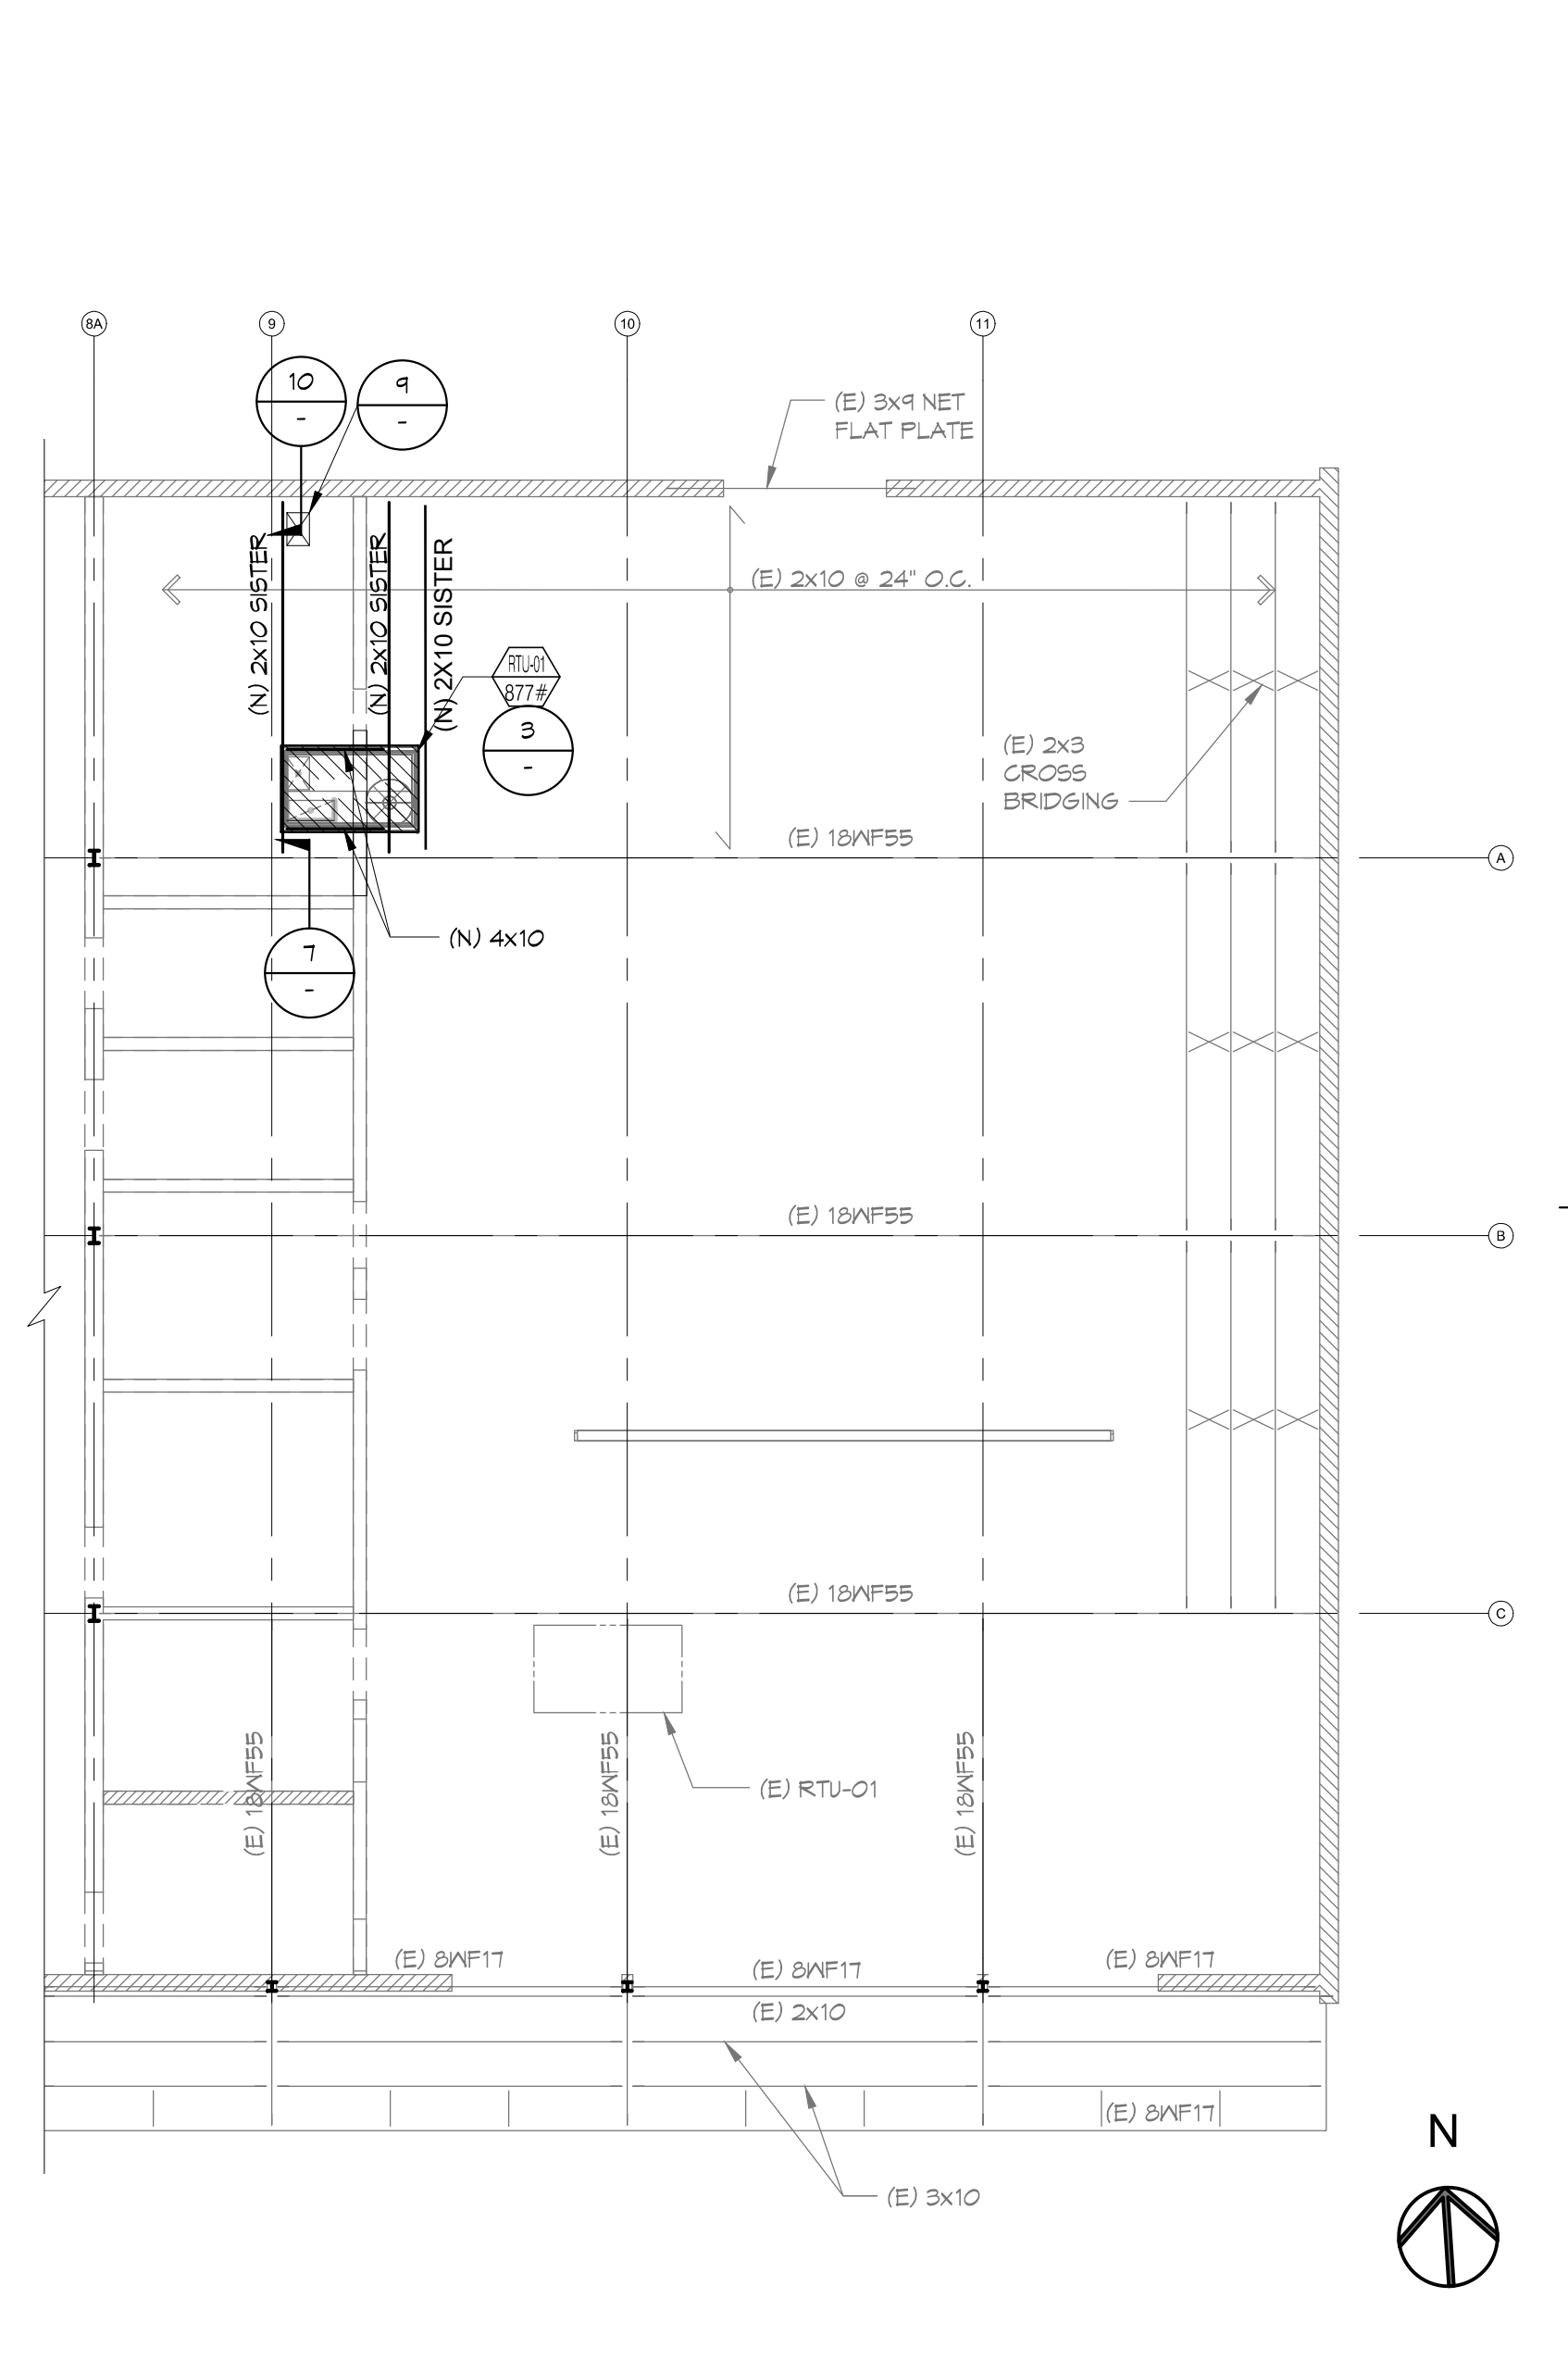 8A
9
10
11
10
-
9
-
(E) 3x9 NET
FLAT PLATE
(N) 2x10 SISTER
(N) 2x10 SISTER
(N) 2X10 SISTER
(E) 2x10 @ 24" O.C.
RTU-01
877#
3
-
(E) 2x3
CROSS
BRIDGING
(E) 18WF55
A
(N) 4x10
7
-
(E) 18WF55
B
(E) 18WF55
C
(E) 18WF55
(E) 18WF55
(E) 18WF55
(E) RTU-01
(E) 8WF17
(E) 8WF17
(E) 8WF17
(E) 2x10
(E) 8WF17
(E) 3x10
N